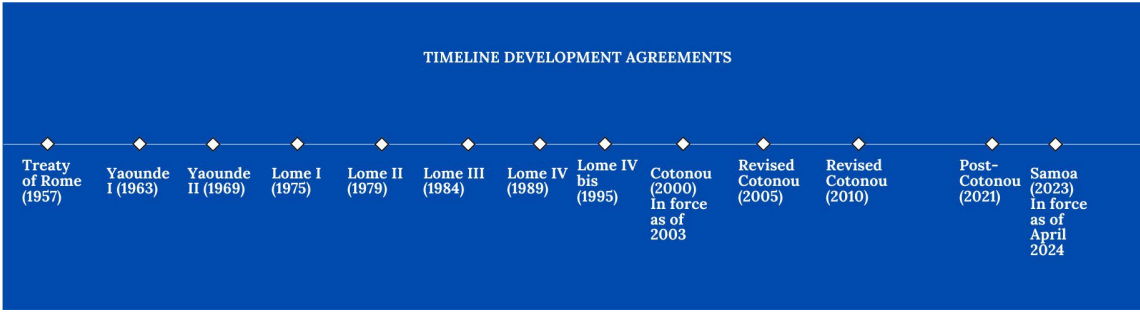 TIMELINE DEVELOPMENT AGREEMENTS
Treaty
of Rome
(1957)
Yaounde
I (1963)
Yaounde
II (1969)
Lome I
(1975)
Lome II
(1979)
Lome III
(1984)
Lome IV
(1989)
Lome IV
bis
(1995)
Cotonou
(2000)
In force
as of
2003
Revised
Cotonou
(2005)
Revised
Cotonou
(2010)
Post-
Cotonou
(2021)
Samoa
(2023)
In force
as of
April
2024